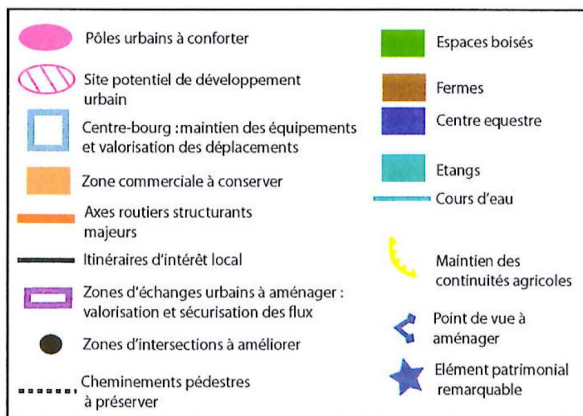 Pôles urbains à conforter
Site potentiel de développement
urbain
Centre-bourg : maintien des équipements
et valorisation des déplacements
Zone commerciale à conserver
Axes routiers structurants
majeurs
Itinéraires d'intérêt local
Zones d'échanges urbains à aménager :
valorisation et sécurisation des flux
Zones d'intersections à améliorer
Cheminements pédestres
à préserver
Espaces boisés
Fermes
Centre equestre
Etangs
Cours d'eau
Maintien des
continuités agricoles
Point de vue à
aménager
Elément patrimonial
remarquable